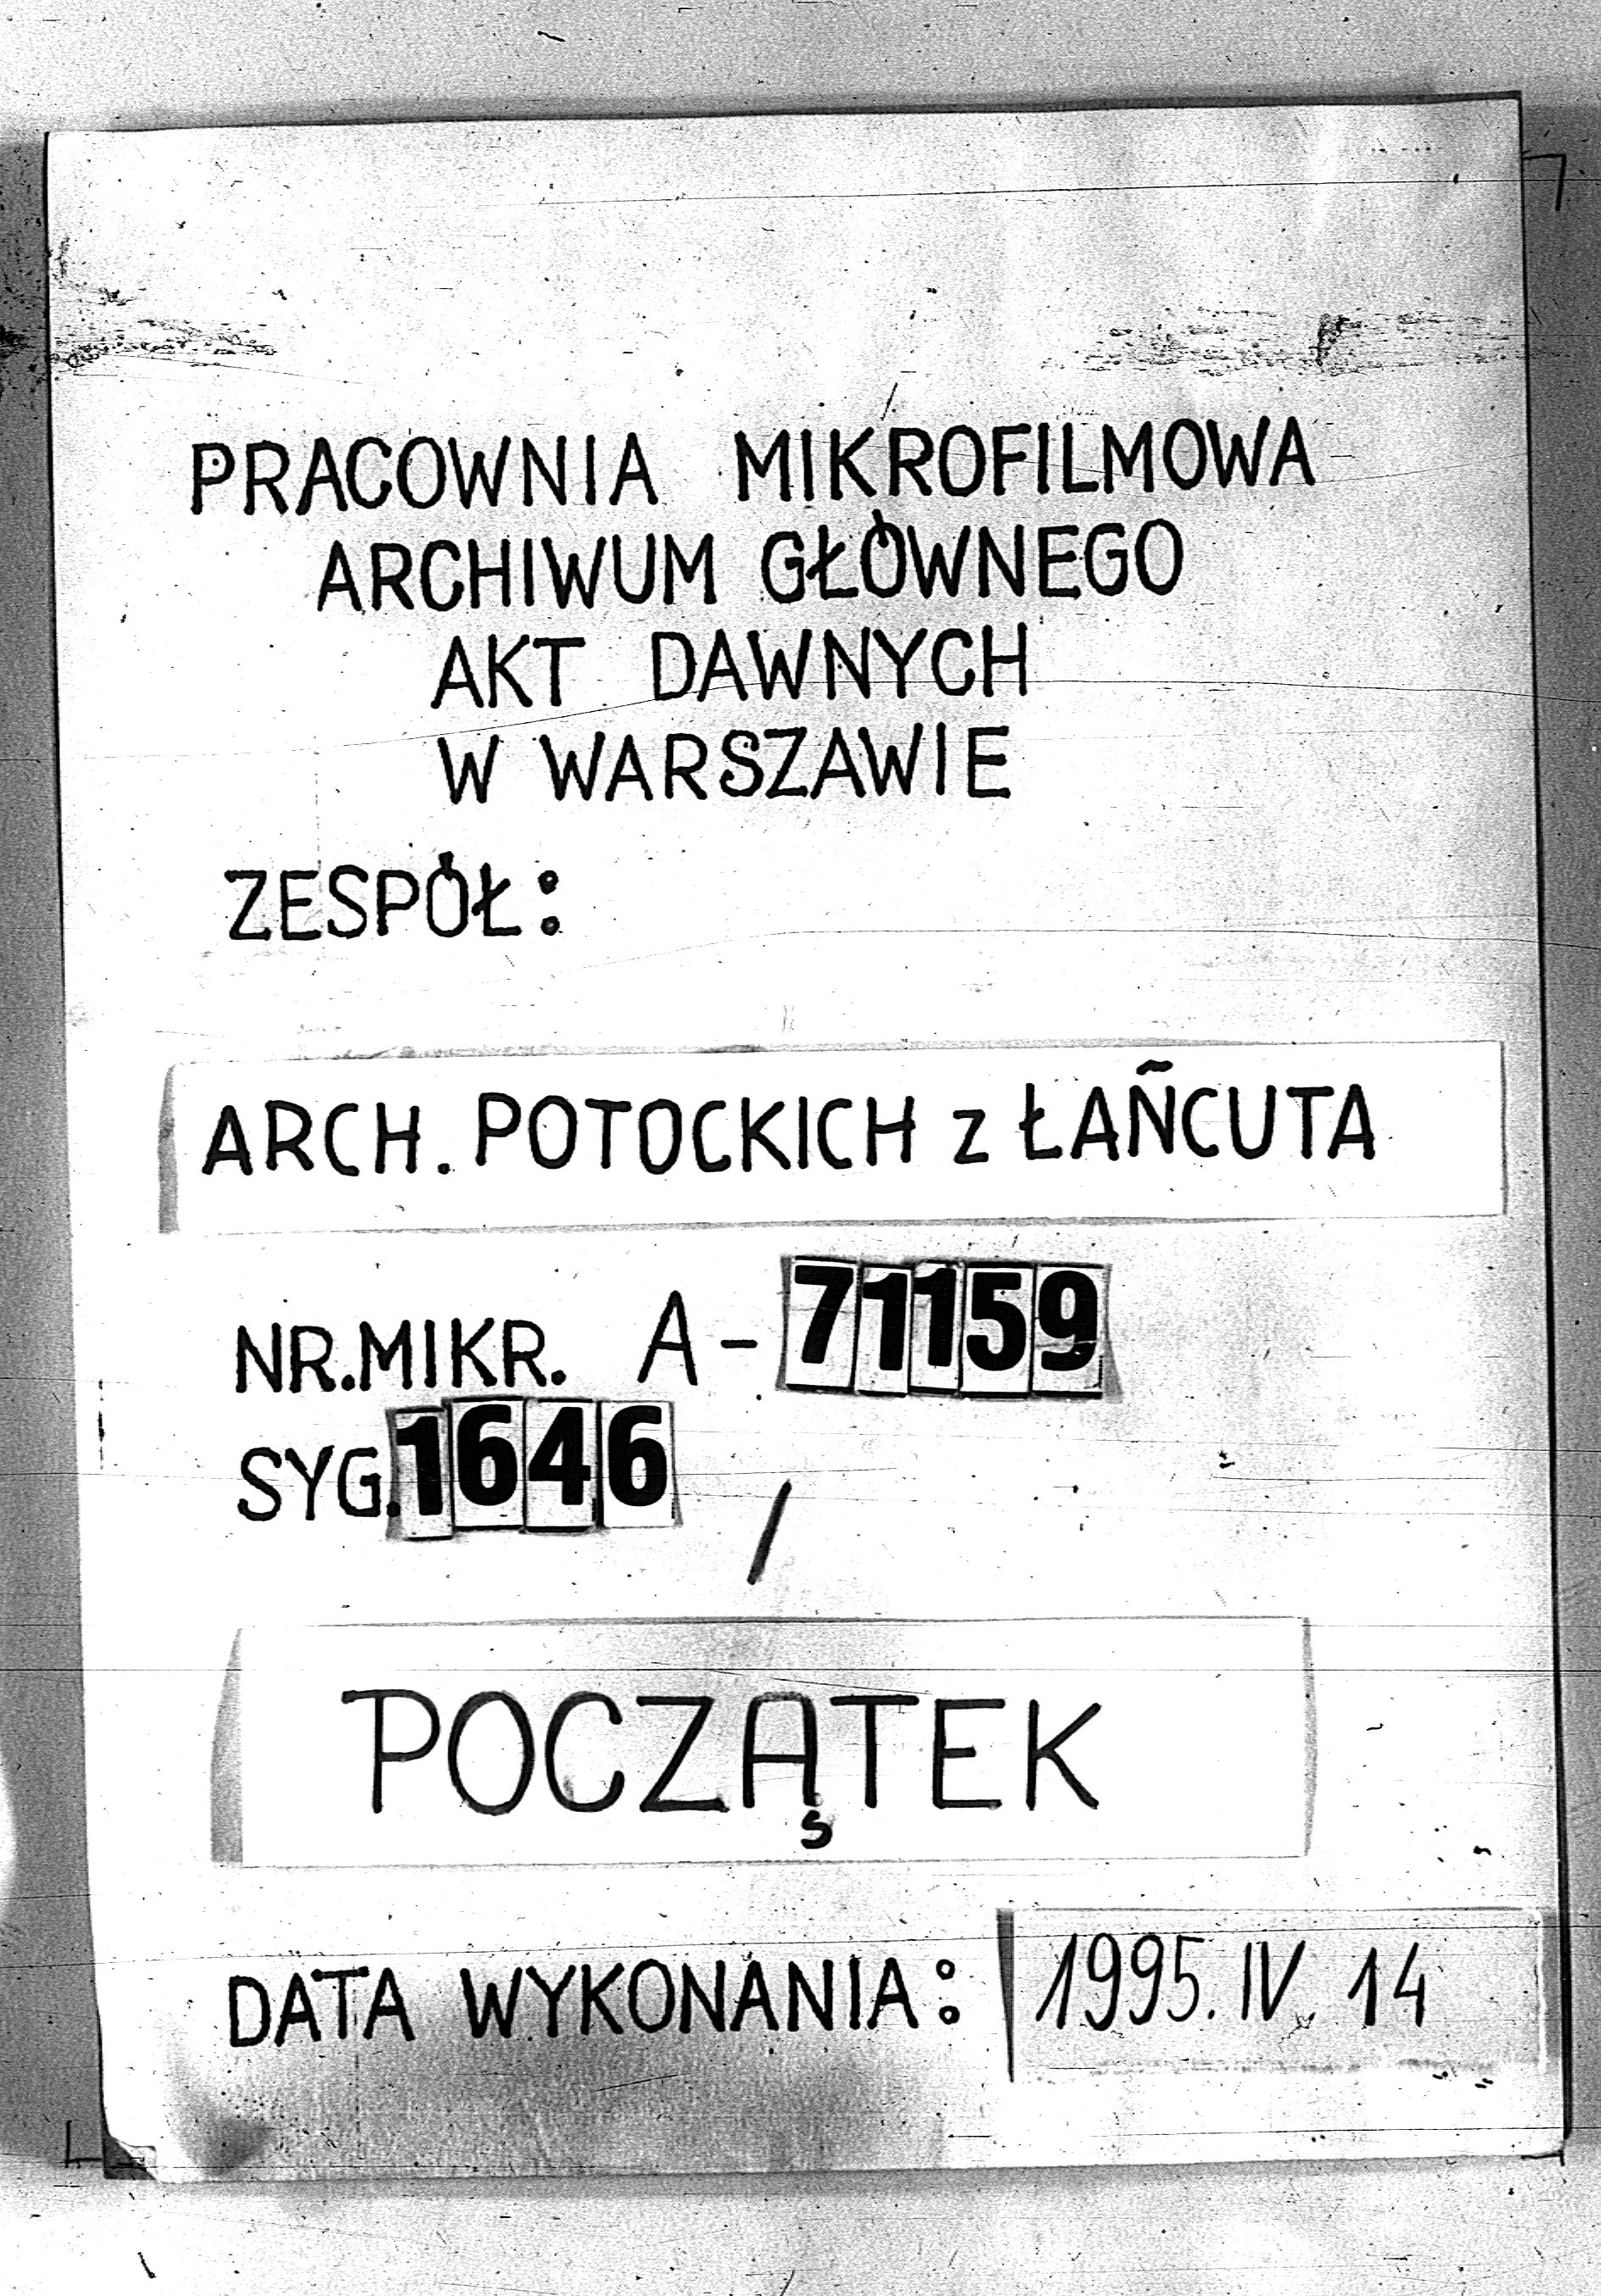 PRACOWNIA MIKROFILMOWA
ARCHIWUM GŁÓWNEGO
AKT DAWNYCH
W WARSZAWIE
ZESPÓŁ:
ARCH. POTOCKICH z ŁAŃCUTA
NR. MIKR. A-71159
SYG. 1646 /
POCZĄTEK
DATA WYKONANIA: 1995. IV. 14